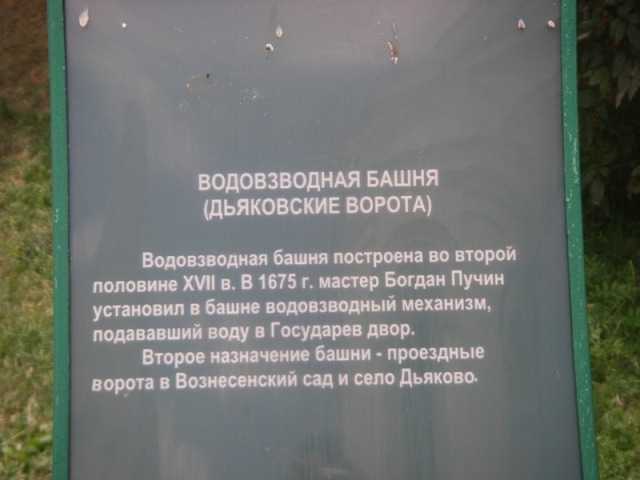 ВОДОВЗВОДНАЯ БАШНЯ
(ДЬЯКОВСКИЕ ВОРОТА)
Водовзводная башня построена во второй
половине XVII в. В 1675 г. мастер Богдан Пучин
установил в башне водовзводный механизм,
подававший воду в Государев двор.
Второе назначение башни - проездные
ворота в Вознесенский сад и село Дьяково.